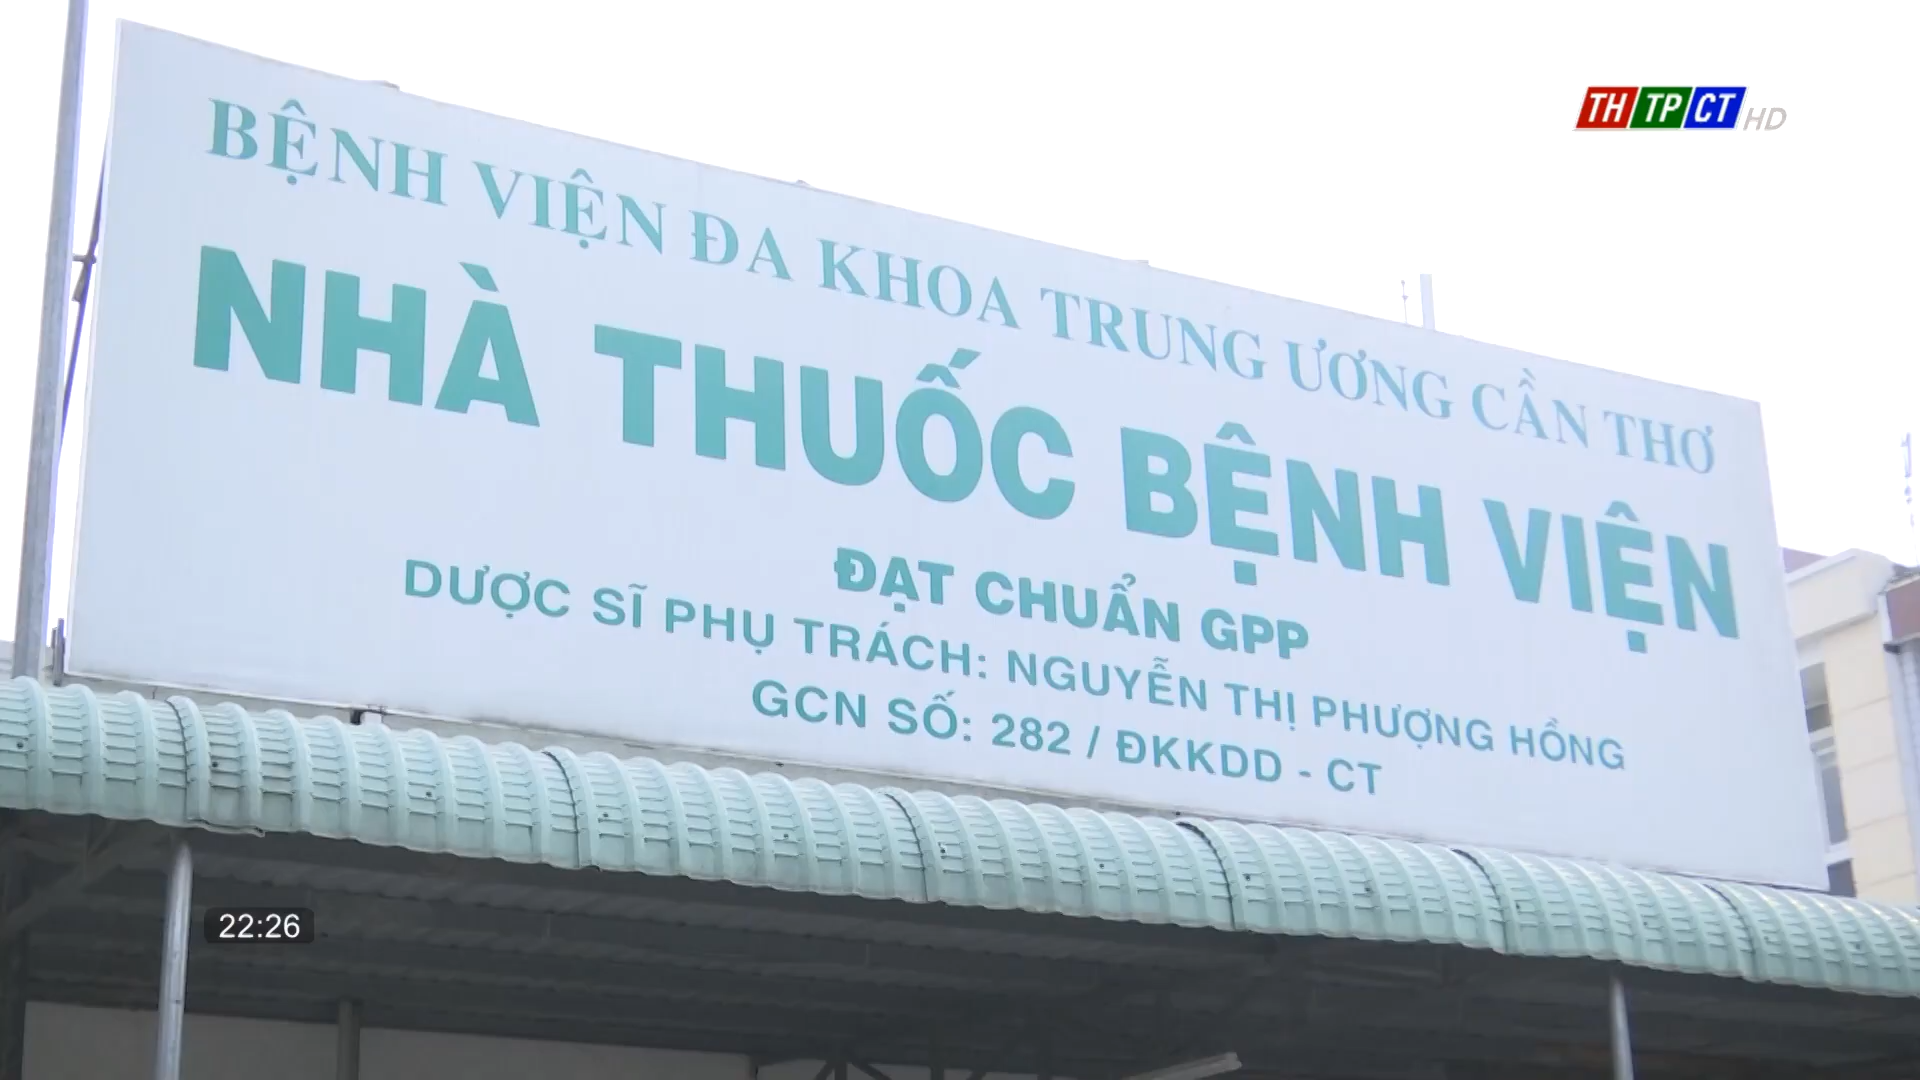 THTPCT HD
BỆNH VIỆN ĐA KHOA TRUNG ƯƠNG CẦN THƠ
NHÀ THUỐC BỆNH VIỆN
ĐẠT CHUẨN GPP
DƯỢC SĨ PHỤ TRÁCH: NGUYỄN THỊ PHƯỢNG HỒNG
GCN SỐ: 282 / ĐKKDD - CT
22:26